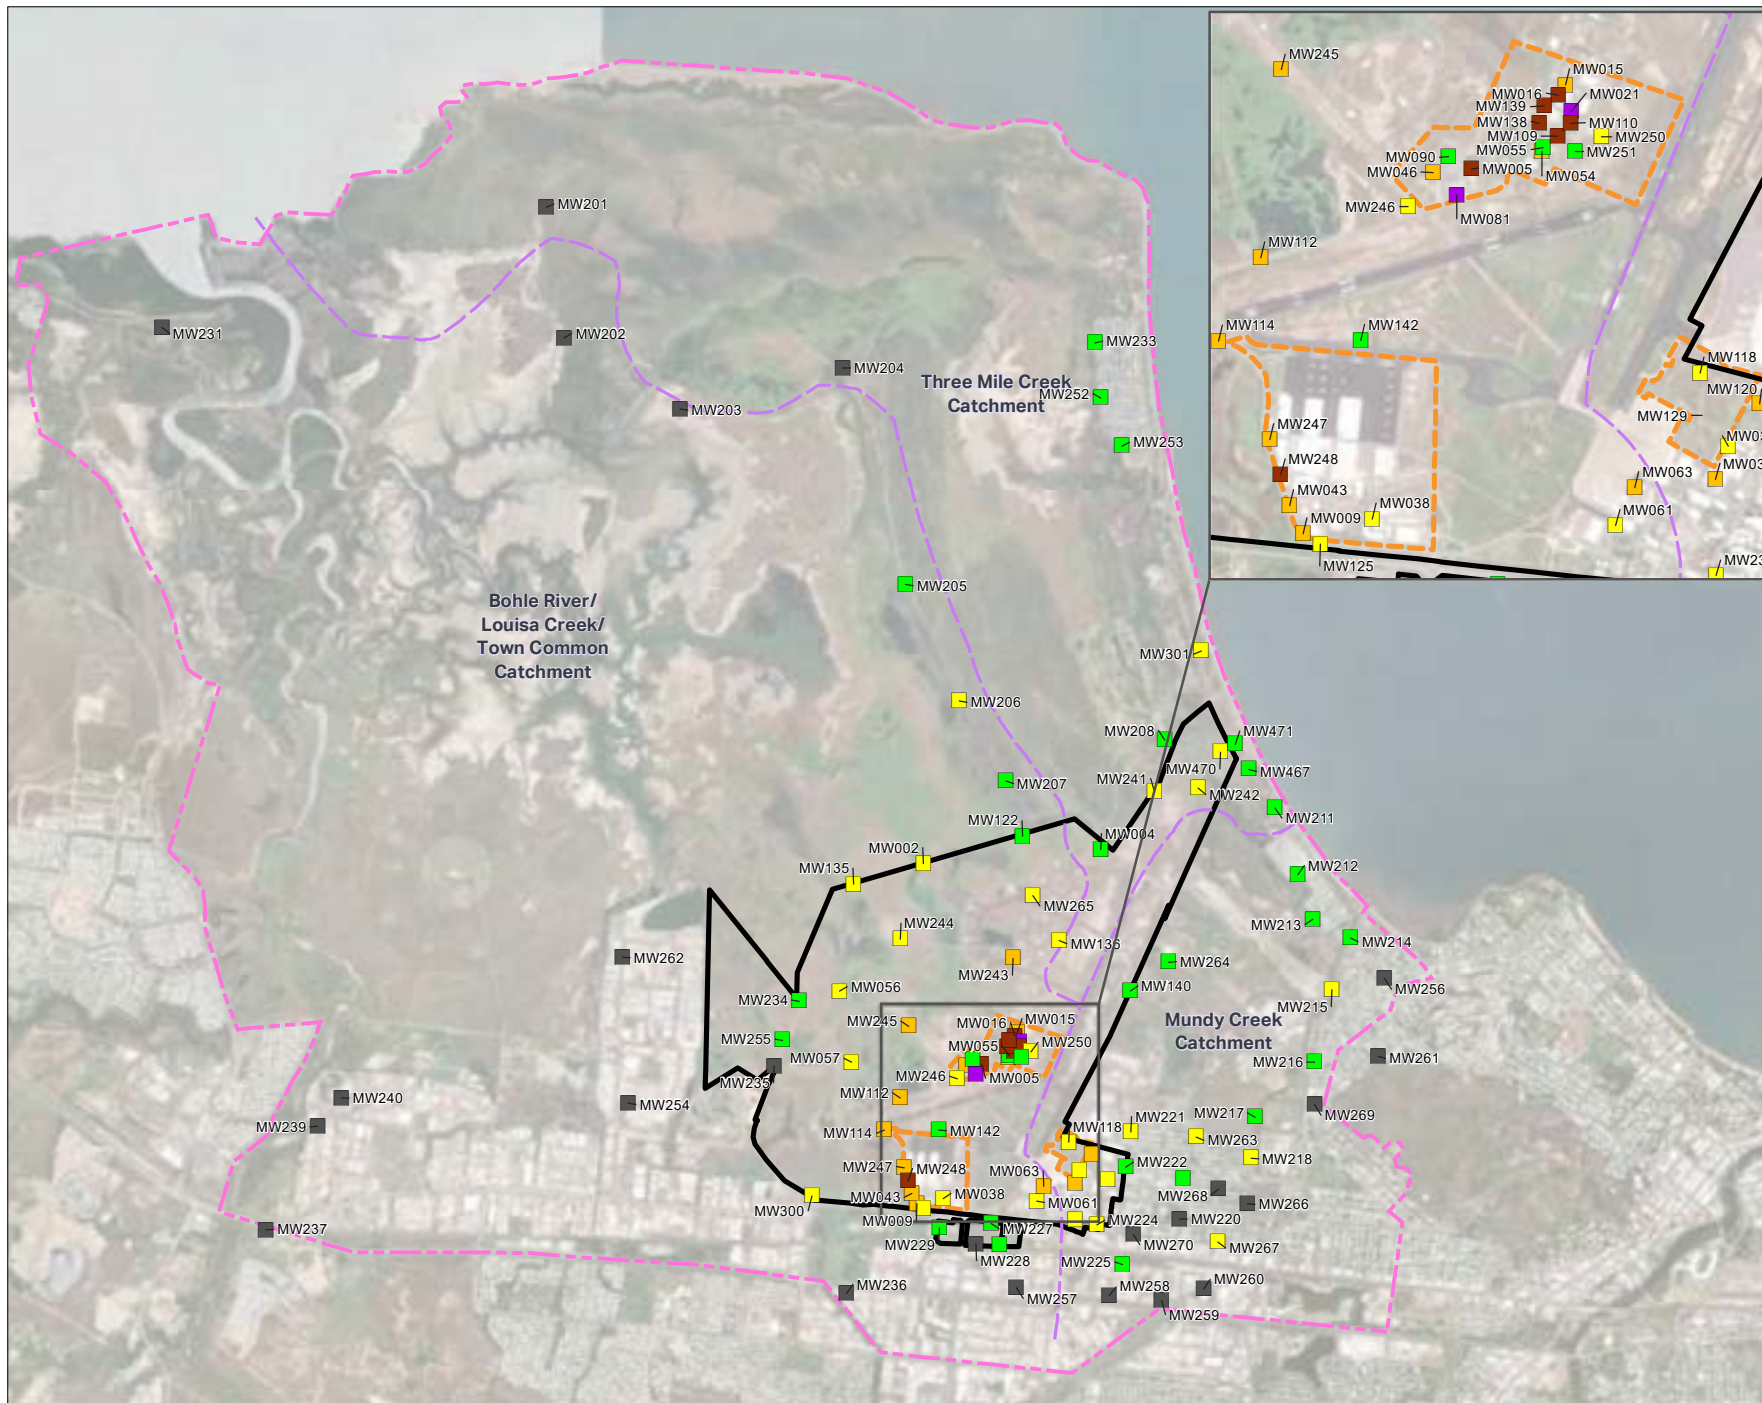 MW245
MW015
MW016
MW021
MW139
MW138
MW110
MW109
MW250
MW055
MW251
MW090
MW005
MW046
MW054
MW246
MW081
MW112
MW114
MW142
MW118
MW120
MW129
MW247
MW248
MW063
MW043
MW038
MW061
MW009
MW125
MW201
MW231
MW202
MW233
MW204
Three Mile Creek
Catchment
MW252
MW203
MW253
MW205
Bohle River/
Louisa Creek/
Town Common
Catchment
MW301
MW206
MW208
MW471
MW470
MW467
MW241
MW207
MW242
MW211
MW122
MW004
MW002
MW135
MW212
MW265
MW244
MW213
MW214
MW136
MW262
MW243
MW264
MW256
MW056
MW234
MW140
MW215
MW245
MW016
MW015
Mundy Creek
Catchment
MW255
MW055
MW250
MW057
MW261
MW216
MW235
MW246
MW005
MW240
MW112
MW254
MW269
MW239
MW114
MW142
MW118
MW221
MW217
MW263
MW218
MW247
MW248
MW063
MW222
MW043
MW038
MW268
MW266
MW300
MW061
MW009
MW237
MW227
MW224
MW220
MW229
MW270
MW267
MW228
MW225
MW236
MW257
MW258
MW260
MW259